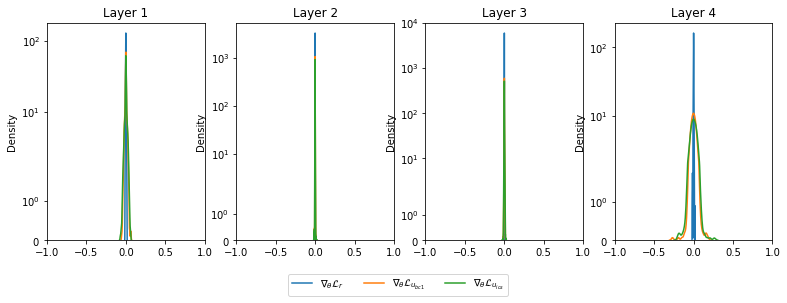 Layer 1 Layer 2 Layer 3 Layer 4
Density 10² 10¹ 10⁰ 0
Density 10³ 10² 10¹ 10⁰ 0
Density 10⁴ 10³ 10² 10¹ 10⁰ 0
Density 10² 10¹ 10⁰ 0
−1.0 −0.5 0.0 0.5 1.0 −1.0 −0.5 0.0 0.5 1.0 −1.0 −0.5 0.0 0.5 1.0 −1.0 −0.5 0.0 0.5 1.0
∇θℒr ∇θℒu_bc1 ∇θℒu_ics